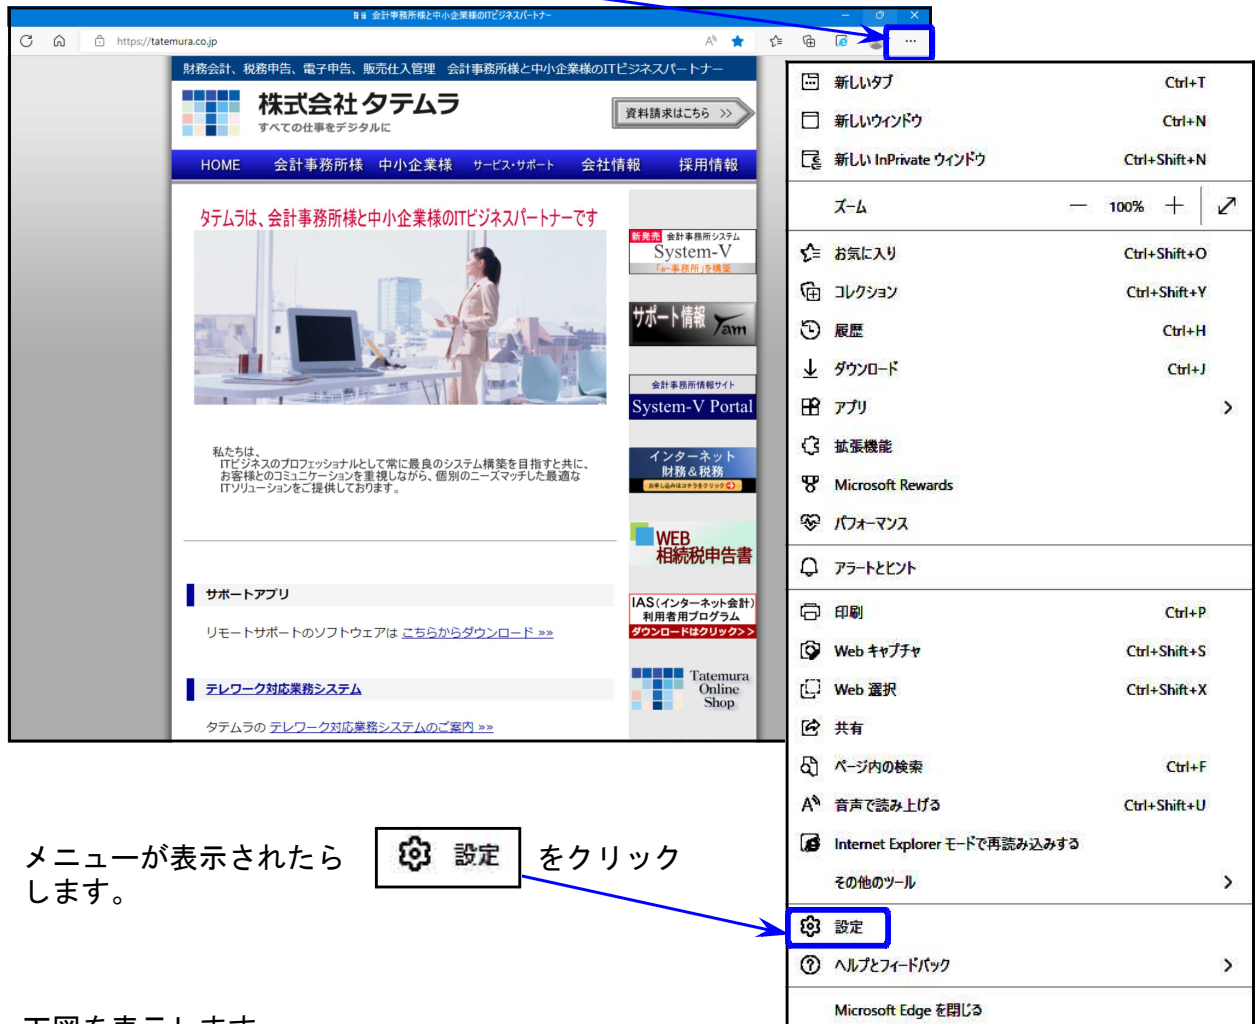 会計事務所様と中小企業様のITビジネスパートナー
https://tatemura.co.jp
財務会計、税務申告、電子申告、販売仕入管理　会計事務所様と中小企業様のITビジネスパートナー
株式会社 タテムラ
すべての仕事をデジタルに
資料請求はこちら >>
HOME 会計事務所様 中小企業様 サービス・サポート 会社情報 採用情報
タテムラは、会計事務所様と中小企業様のITビジネスパートナーです
新発売 会計事務所システム
System-V
「e-事務所」を構築
サポート情報 Tam
会計事務所情報サイト
System-V Portal
私たちは、
ITビジネスのプロフェッショナルとして常に最良のシステム構築を目指すと共に、
お客様とのコミュニケーションを重視しながら、個別のニーズマッチした最適な
ITソリューションをご提供しております。
インターネット
財務&税務
お申し込みはコチラをクリック
WEB
相続税申告書
サポートアプリ
リモートサポートのソフトウェアは こちらからダウンロード »»
IAS(インターネット会計)
利用者用プログラム
ダウンロードはクリック>>
テレワーク対応業務システム
タテムラの テレワーク対応業務システムのご案内 »»
Tatemura
Online
Shop
新しいタブ Ctrl+T
新しいウィンドウ Ctrl+N
新しい InPrivate ウィンドウ Ctrl+Shift+N
ズーム — 100% +
お気に入り Ctrl+Shift+O
コレクション Ctrl+Shift+Y
履歴 Ctrl+H
ダウンロード Ctrl+J
アプリ
拡張機能
Microsoft Rewards
パフォーマンス
アラートとヒント
印刷 Ctrl+P
Web キャプチャ Ctrl+Shift+S
Web 選択 Ctrl+Shift+X
共有
ページ内の検索 Ctrl+F
音声で読み上げる Ctrl+Shift+U
Internet Explorer モードで再読み込みする
その他のツール
設定
ヘルプとフィードバック
Microsoft Edge を閉じる
メニューが表示されたら 設定 をクリック
します。